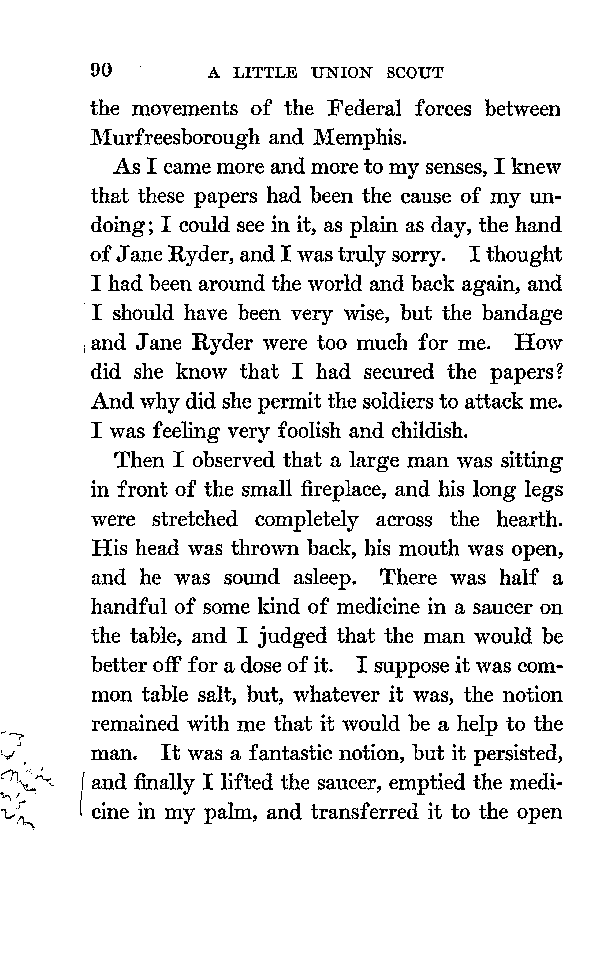 90 A LITTLE UNION SCOUT
the movements of the Federal forces between
Murfreesborough and Memphis.
As I came more and more to my senses, I knew
that these papers had been the cause of my un-
doing; I could see in it, as plain as day, the hand
of Jane Ryder, and I was truly sorry. I thought
I had been around the world and back again, and
I should have been very wise, but the bandage
and Jane Ryder were too much for me. How
did she know that I had secured the papers?
And why did she permit the soldiers to attack me.
I was feeling very foolish and childish.
Then I observed that a large man was sitting
in front of the small fireplace, and his long legs
were stretched completely across the hearth.
His head was thrown back, his mouth was open,
and he was sound asleep. There was half a
handful of some kind of medicine in a saucer on
the table, and I judged that the man would be
better off for a dose of it. I suppose it was com-
mon table salt, but, whatever it was, the notion
remained with me that it would be a help to the
man. It was a fantastic notion, but it persisted,
and finally I lifted the saucer, emptied the medi-
cine in my palm, and transferred it to the open